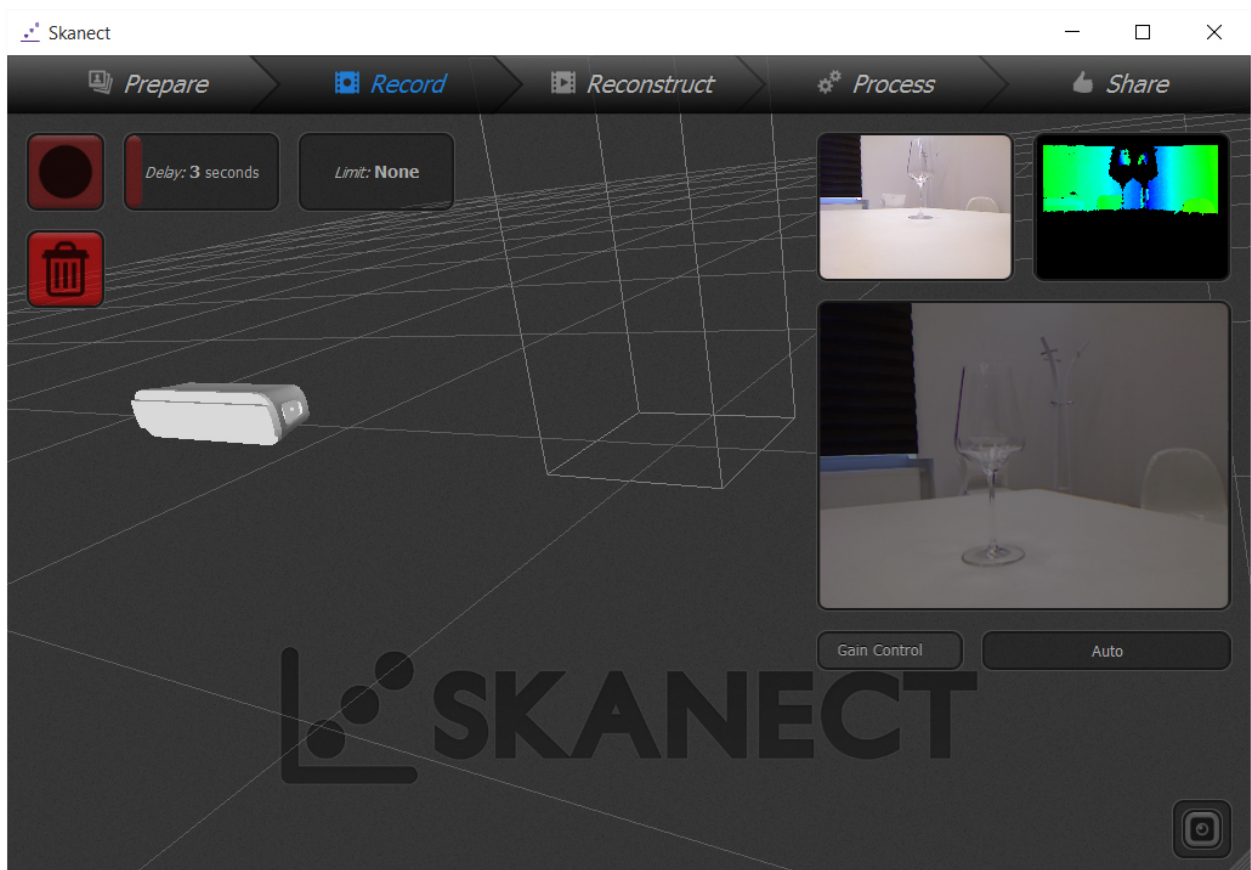 Skanect
Prepare
Record
Reconstruct
Process
Share
Delay: 3 seconds
Limit: None
Gain Control
Auto
SKANECT